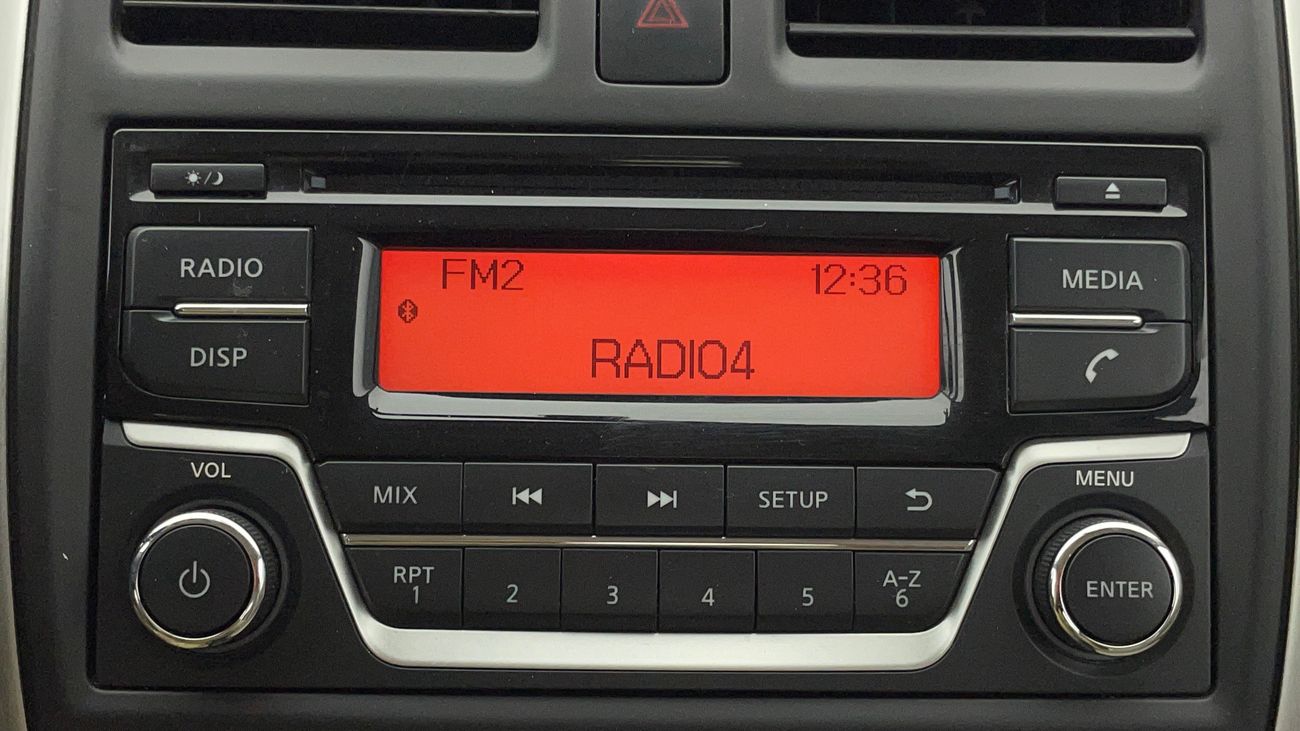 RADIO
DISP
FM2
12:36
RADIO4
MEDIA
VOL
MENU
MIX
SETUP
RPT
1
2
3
4
5
A-Z
6
ENTER